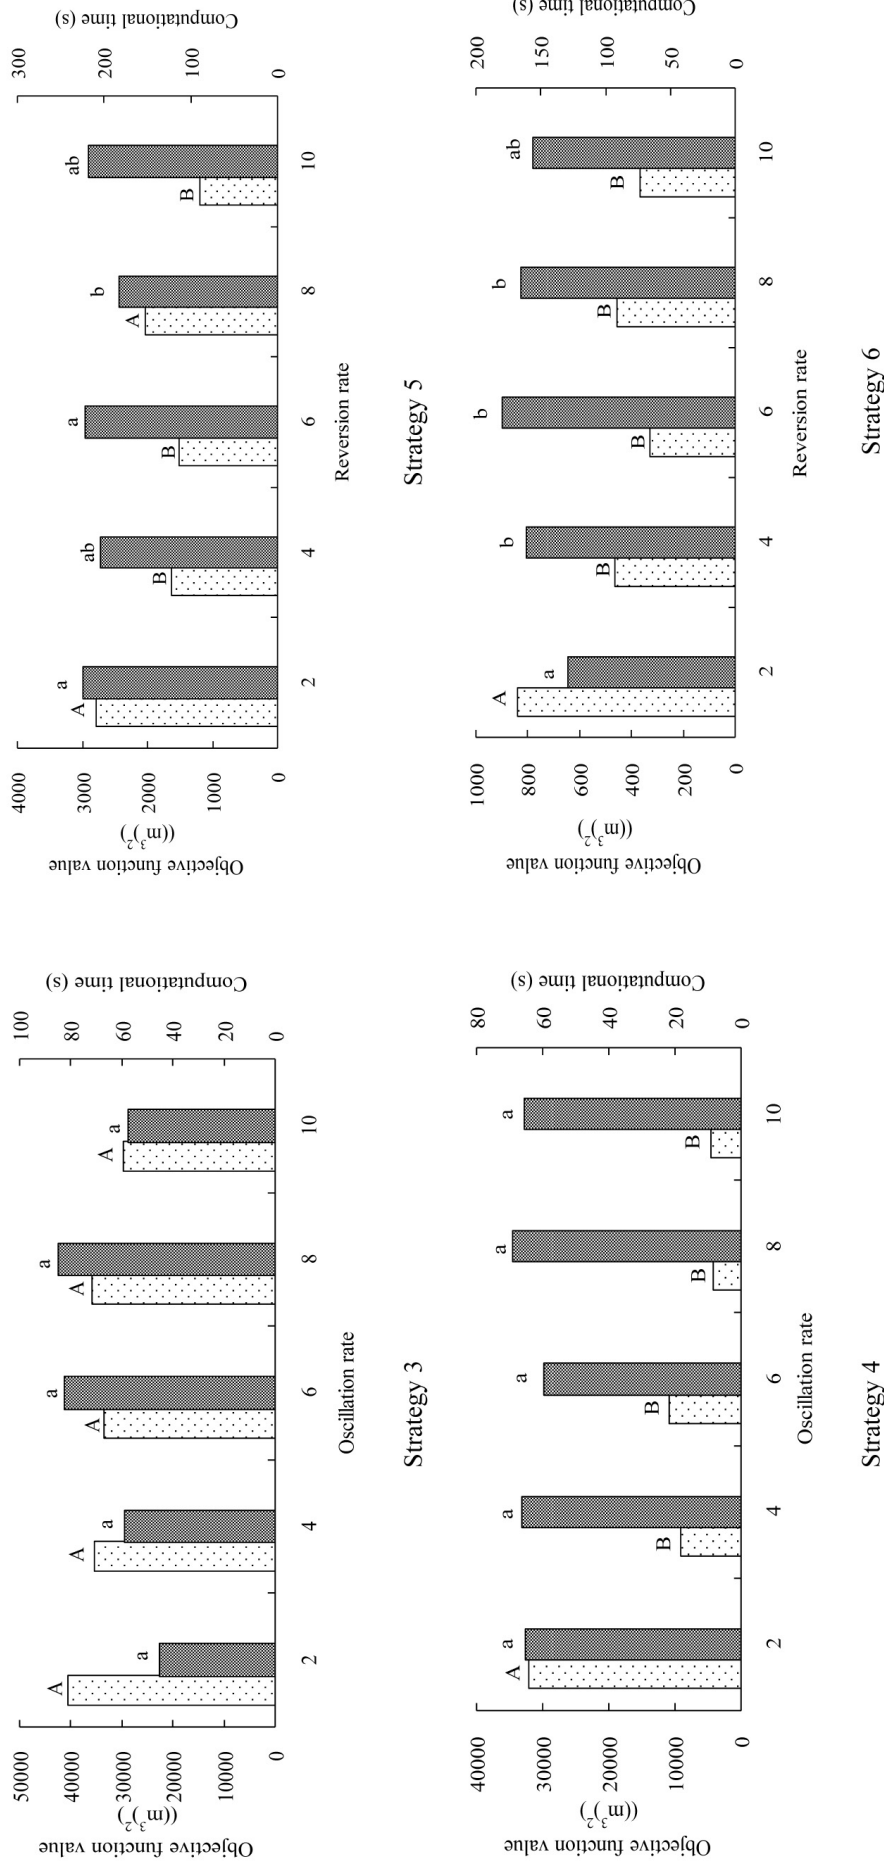 Computational time (s)
300
200
100
0
ab
B
10
b
A
8
a
B
6
ab
B
4
a
A
2
Reversion rate
4000
3000
2000
1000
0
((m³)²)
Objective function value
Strategy 5
Computational time (s)
200
150
100
50
0
ab
B
10
b
B
8
b
B
6
b
B
4
A
a
2
Reversion rate
1000
800
600
400
200
0
((m³)²)
Objective function value
Strategy 6
Computational time (s)
100
80
60
40
20
0
A
a
10
a
A
8
a
A
6
A
a
4
A
a
2
Oscillation rate
50000
40000
30000
20000
10000
0
((m³)²)
Objective function value
Strategy 3
Computational time (s)
80
60
40
20
0
a
B
10
a
B
8
a
B
6
a
B
4
a
A
2
Oscillation rate
40000
30000
20000
10000
0
((m³)²)
Objective function value
Strategy 4